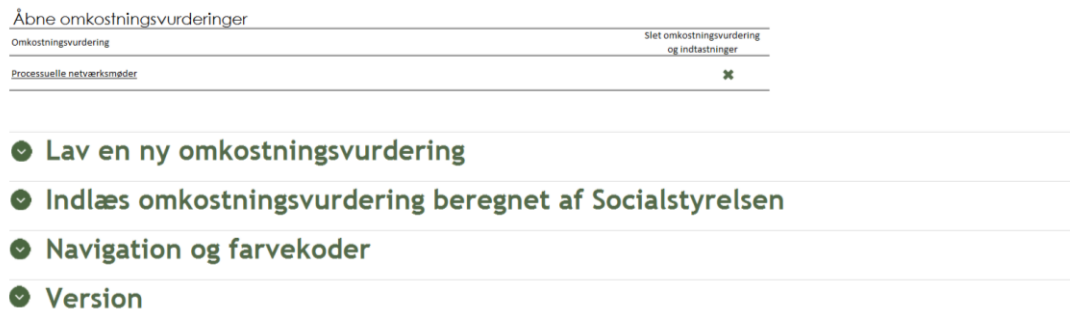 Åbne omkostningsvurderinger
Omkostningsvurdering
Slet omkostningsvurdering
og indtastninger
Processuelle netværksmøder
Lav en ny omkostningsvurdering
Indlæs omkostningsvurdering beregnet af Socialstyrelsen
Navigation og farvekoder
Version